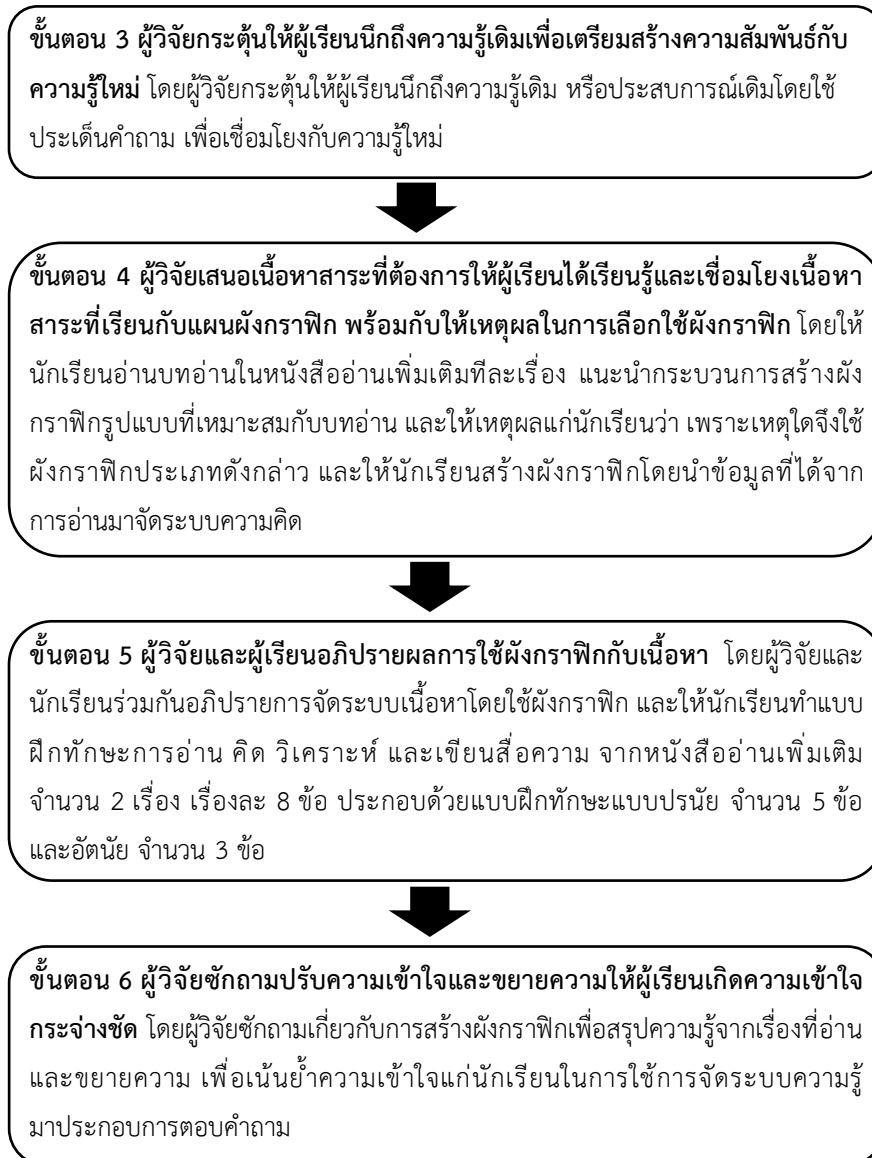 ขั้นตอน 3 ผู้วิจัยกระตุ้นให้ผู้เรียนนึกถึงความรู้เดิมเพื่อเตรียมสร้างความสัมพันธ์กับ
ความรู้ใหม่ โดยผู้วิจัยกระตุ้นให้ผู้เรียนนึกถึงความรู้เดิม หรือประสบการณ์เดิมโดยใช้
ประเด็นคำถาม เพื่อเชื่อมโยงกับความรู้ใหม่
ขั้นตอน 4 ผู้วิจัยเสนอเนื้อหาสาระที่ต้องการให้ผู้เรียนได้เรียนรู้และเชื่อมโยงเนื้อหา
สาระที่เรียนกับแผนผังกราฟิก พร้อมกับให้เหตุผลในการเลือกใช้ผังกราฟิก โดยให้
นักเรียนอ่านบทอ่านในหนังสืออ่านเพิ่มเติมทีละเรื่อง แนะนำกระบวนการสร้างผัง
กราฟิกรูปแบบที่เหมาะสมกับบทอ่าน และให้เหตุผลแก่นักเรียนว่า เพราะเหตุใดจึงใช้
ผังกราฟิกประเภทดังกล่าว และให้นักเรียนสร้างผังกราฟิกโดยนำข้อมูลที่ได้จาก
การอ่านมาจัดระบบความคิด
ขั้นตอน 5 ผู้วิจัยและผู้เรียนอภิปรายผลการใช้ผังกราฟิกกับเนื้อหา โดยผู้วิจัยและ
นักเรียนร่วมกันอภิปรายการจัดระบบเนื้อหาโดยใช้ผังกราฟิก และให้นักเรียนทำแบบ
ฝึกทักษะการอ่าน คิด วิเคราะห์ และเขียนสื่อความ จากหนังสืออ่านเพิ่มเติม
จำนวน 2 เรื่อง เรื่องละ 8 ข้อ ประกอบด้วยแบบฝึกทักษะแบบปรนัย จำนวน 5 ข้อ
และอัตนัย จำนวน 3 ข้อ
ขั้นตอน 6 ผู้วิจัยซักถามปรับความเข้าใจและขยายความให้ผู้เรียนเกิดความเข้าใจ
กระจ่างชัด โดยผู้วิจัยซักถามเกี่ยวกับการสร้างผังกราฟิกเพื่อสรุปความรู้จากเรื่องที่อ่าน
และขยายความ เพื่อเน้นย้ำความเข้าใจแก่นักเรียนในการใช้การจัดระบบความรู้
มาประกอบการตอบคำถาม